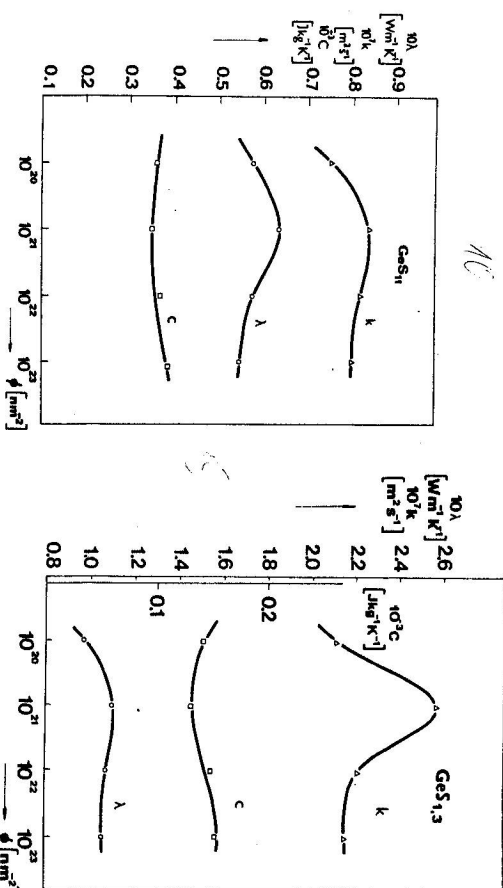 10λ
[Wm⁻¹K⁻¹]
10⁷k
[m²s⁻¹]
10⁻³C
[Jkg⁻¹K⁻¹]
0.9
0.8
0.7
0.6
0.5
0.4
0.3
0.2
0.1
0
GeS₁₁
k
λ
c
10²⁰
10²¹
10²²
10²³
ϕ [nm⁻²]
10λ
[Wm⁻¹K⁻¹]
10⁷k
[m²s⁻¹]
2.6
2.4
2.2
2.0
1.8
1.6
1.4
1.2
1.0
0.8
10⁻³C
[Jkg⁻¹K⁻¹]
0.2
0.1
GeS₁,₃
k
c
λ
10²⁰
10²¹
10²²
10²³
ϕ [nm⁻²]